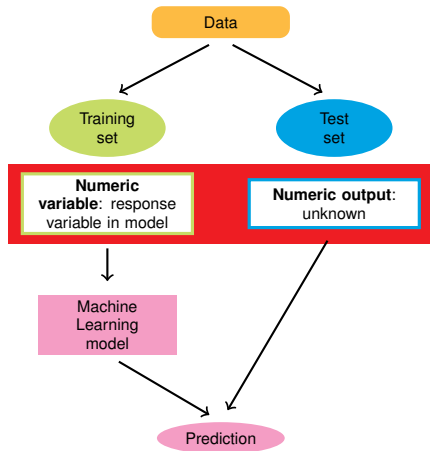 Data
Training
set
Test
set
Numeric
variable: response
variable in model
Numeric output:
unknown
Machine
Learning
model
Prediction